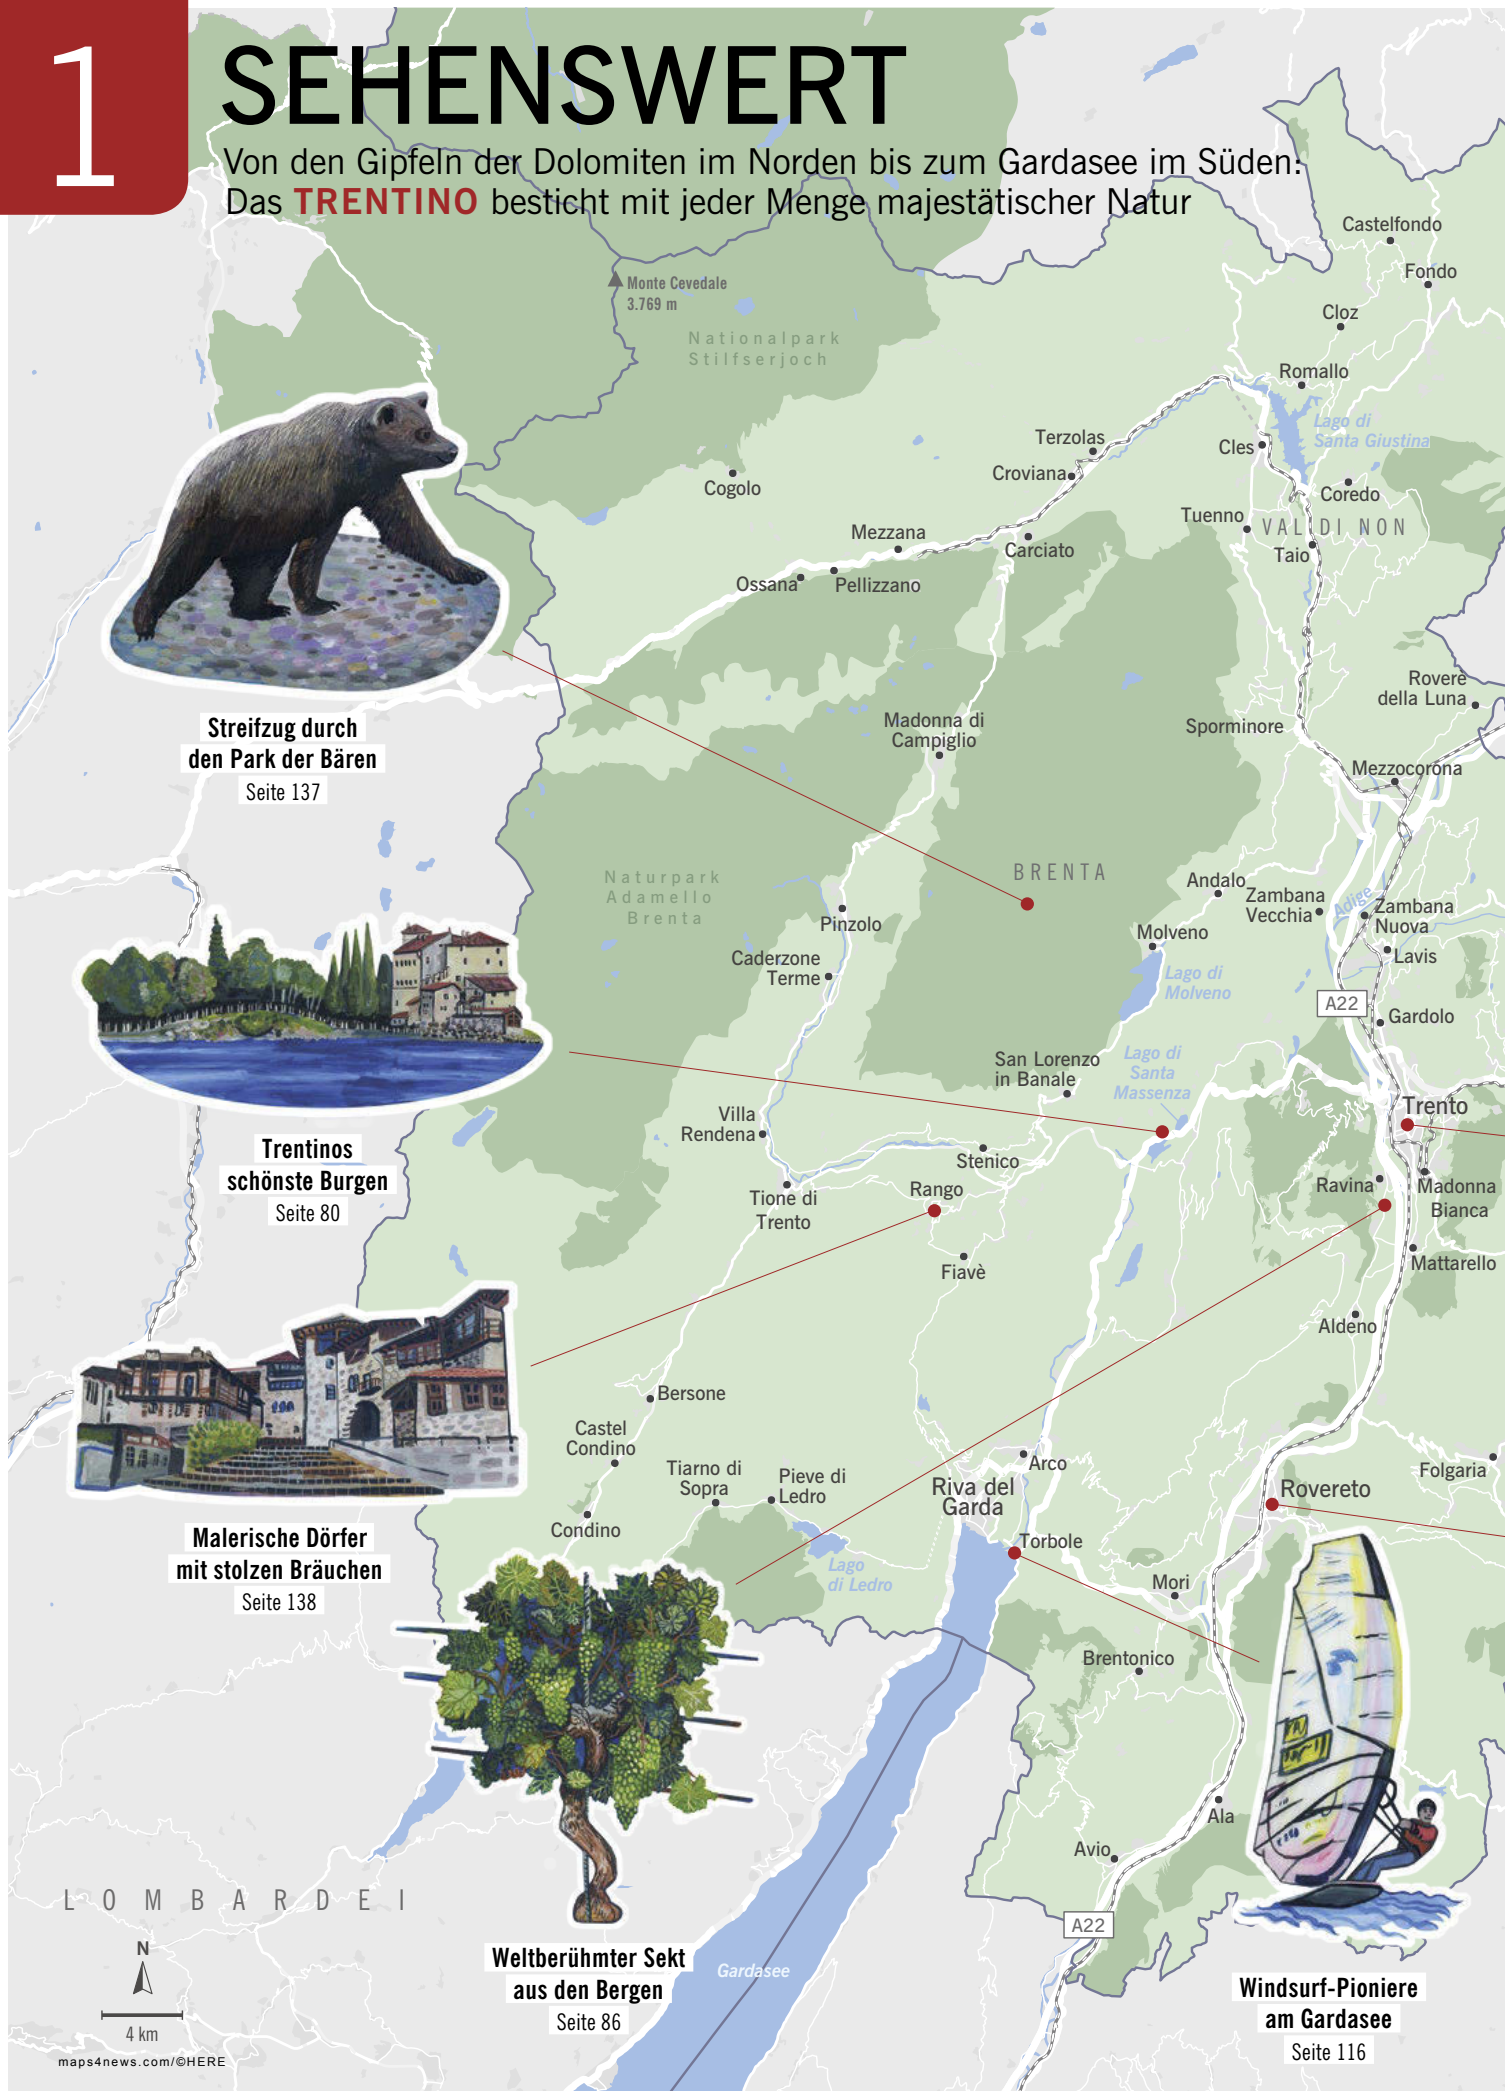 1
SEHENSWERT
Von den Gipfeln der Dolomiten im Norden bis zum Gardasee im Süden:
Das TRENTINO besticht mit jeder Menge majestätischer Natur
Castelfondo
Fondo
Monte Cevedale
3.769 m
Cloz
Nationalpark
Stilfserjoch
Romallo
Lago di
Santa Giustina
Terzolas
Cles
Croviana
Cogolo
Coredo
Tuenno
VAL DI NON
Mezzana
Carciato
Taio
Ossana
Pellizzano
Rovere
della Luna
Madonna di
Campiglio
Sporminore
Streifzug durch
den Park der Bären
Seite 137
Mezzocorona
BRENTA
Naturpark
Adamello
Brenta
Andalo
Zambana
Vecchia
Adige
Zambana
Nuova
Pinzolo
Molveno
Lavis
Caderzone
Terme
Lago di
Molveno
A22
Gardolo
San Lorenzo
in Banale
Lago di
Santa
Massenza
Trento
Villa
Rendena
Trentinos
schönste Burgen
Seite 80
Stenico
Rango
Ravina
Madonna
Bianca
Tione di
Trento
Fiavè
Mattarello
Aldeno
Bersone
Castel
Condino
Arco
Folgaria
Tiarno di
Sopra
Pieve di
Ledro
Riva del
Garda
Rovereto
Condino
Malerische Dörfer
mit stolzen Bräuchen
Seite 138
Torbole
Lago
di Ledro
Mori
Brentonico
Ala
Avio
LOMBARDEI
A22
N
4 km
maps4news.com/©HERE
Weltberühmter Sekt
aus den Bergen
Seite 86
Gardasee
Windsurf-Pioniere
am Gardasee
Seite 116